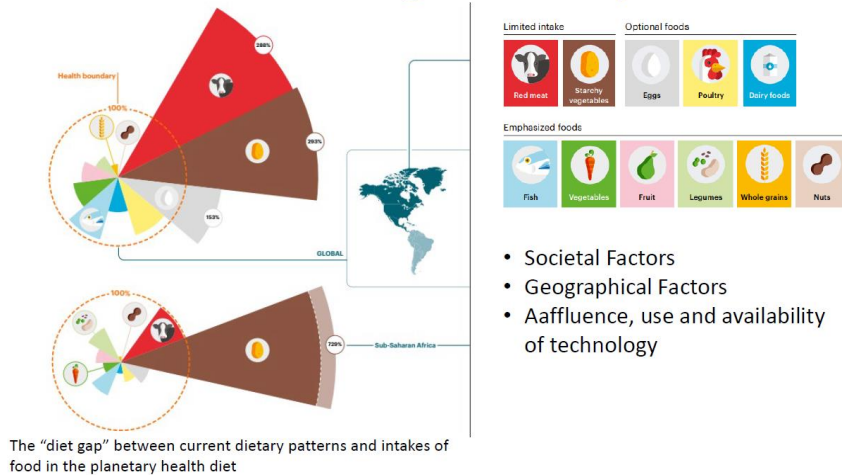 288%
Health boundary
100%
293%
153%
GLOBAL
100%
729%
Sub-Saharan Africa
The “diet gap” between current dietary patterns and intakes of
food in the planetary health diet
Limited intake
Optional foods
Red meat
Starchy
vegetables
Eggs
Poultry
Dairy foods
Emphasized foods
Fish
Vegetables
Fruit
Legumes
Whole grains
Nuts
• Societal Factors
• Geographical Factors
• Aaffluence, use and availability
of technology